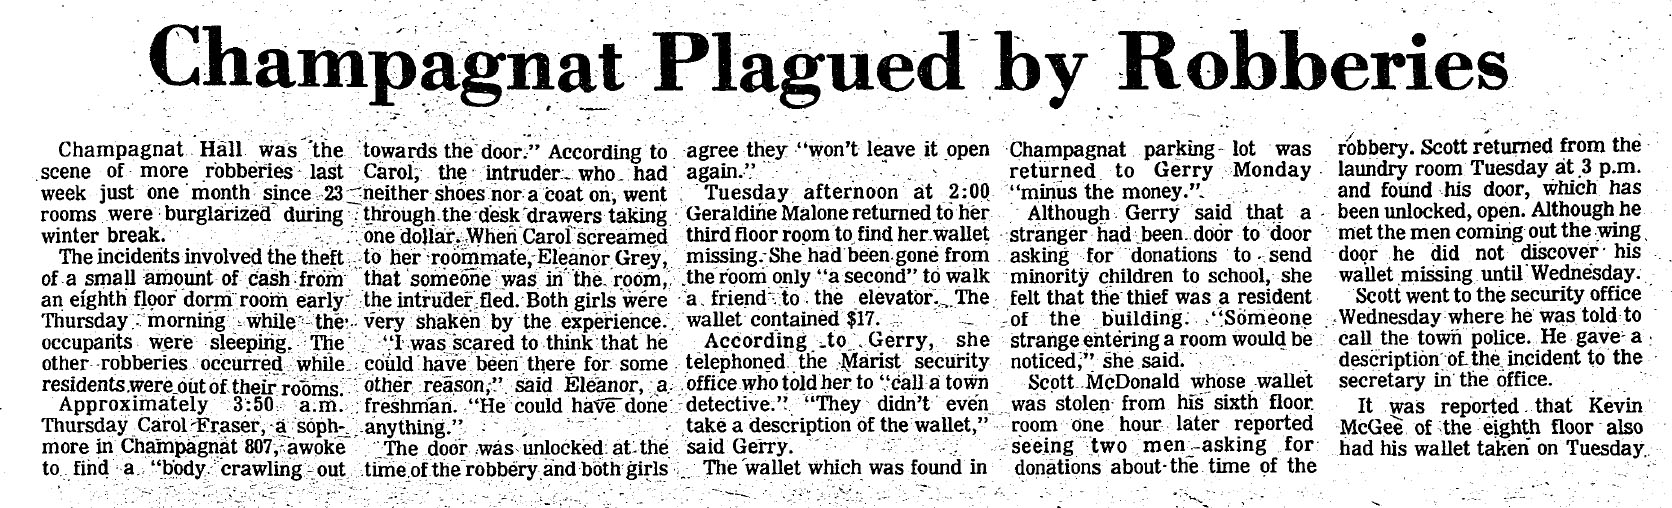 Champagnat Plagued by Robberies
Champagnat Hall was the
scene of more robberies last
week just one month since 23
rooms were burglarized during
winter break.
The incidents involved the theft
of a small amount of cash from
an eighth floor dorm room early
Thursday morning while the
occupants were sleeping. The
other robberies occurred while
residents were out of their rooms.
Approximately 3:50 a.m.
Thursday Carol Fraser, a soph-
more in Champagnat 807, awoke
to find a "body crawling out
towards the door." According to
Carol, the intruder who had
neither shoes nor a coat on, went
through the desk drawers taking
one dollar. When Carol screamed
to her roommate, Eleanor Grey,
that someone was in the room,
the intruder fled. Both girls were
very shaken by the experience.
"I was scared to think that he
could have been there for some
other reason," said Eleanor, a
freshman. "He could have done
anything."
The door was unlocked at the
time of the robbery and both girls
agree they "won't leave it open
again."
Tuesday afternoon at 2:00
Geraldine Malone returned to her
third floor room to find her wallet
missing. She had been gone from
the room only "a second" to walk
a friend to the elevator. The
wallet contained $17.
According to Gerry, she
telephoned the Marist security
office who told her to "call a town
detective." "They didn't even
take a description of the wallet,"
said Gerry.
The wallet which was found in
Champagnat parking lot was
returned to Gerry Monday
"minus the money."
Although Gerry said that a
stranger had been door to door
asking for donations to send
minority children to school, she
felt that the thief was a resident
of the building. "Someone
strange entering a room would be
noticed," she said.
Scott McDonald whose wallet
was stolen from his sixth floor
room one hour later reported
seeing two men asking for
donations about the time of the
robbery. Scott returned from the
laundry room Tuesday at 3 p.m.
and found his door, which has
been unlocked, open. Although he
met the men coming out the wing
door he did not discover his
wallet missing until Wednesday.
Scott went to the security office
Wednesday where he was told to
call the town police. He gave a
description of the incident to the
secretary in the office.
It was reported that Kevin
McGee of the eighth floor also
had his wallet taken on Tuesday